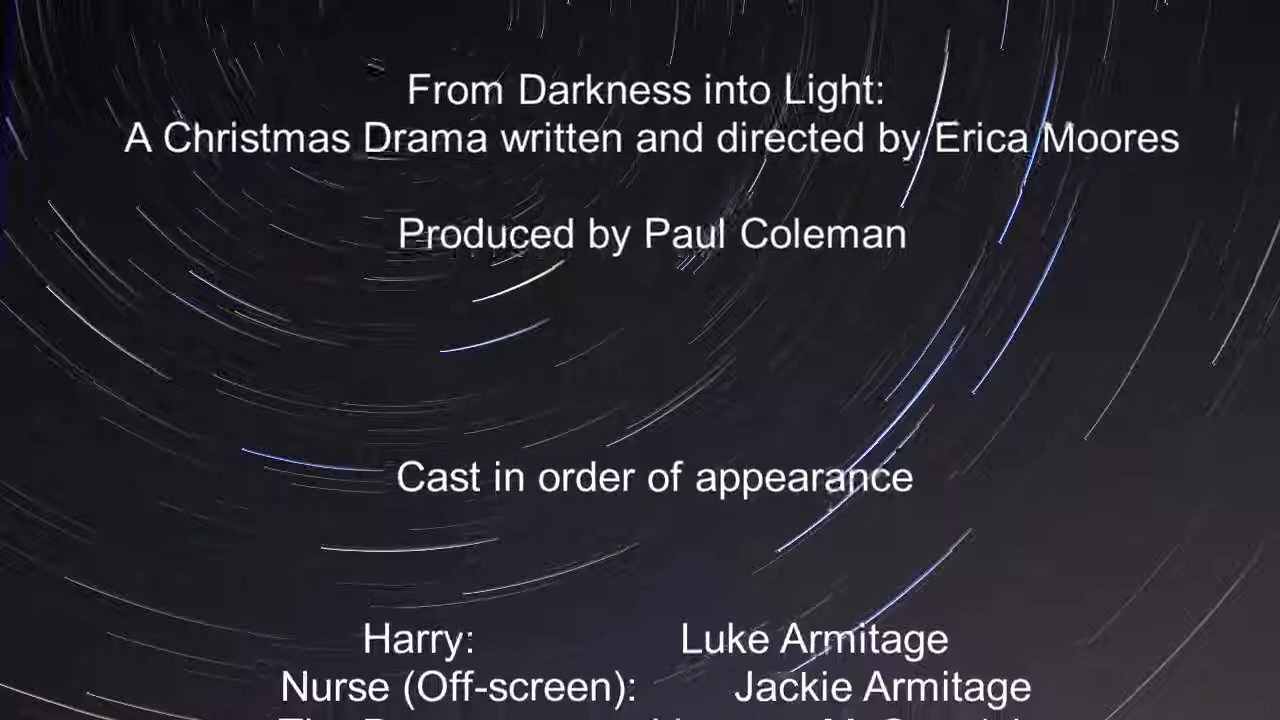 From Darkness into Light:
A Christmas Drama written and directed by Erica Moores
Produced by Paul Coleman
Cast in order of appearance
Harry: Luke Armitage
Nurse (Off-screen): Jackie Armitage